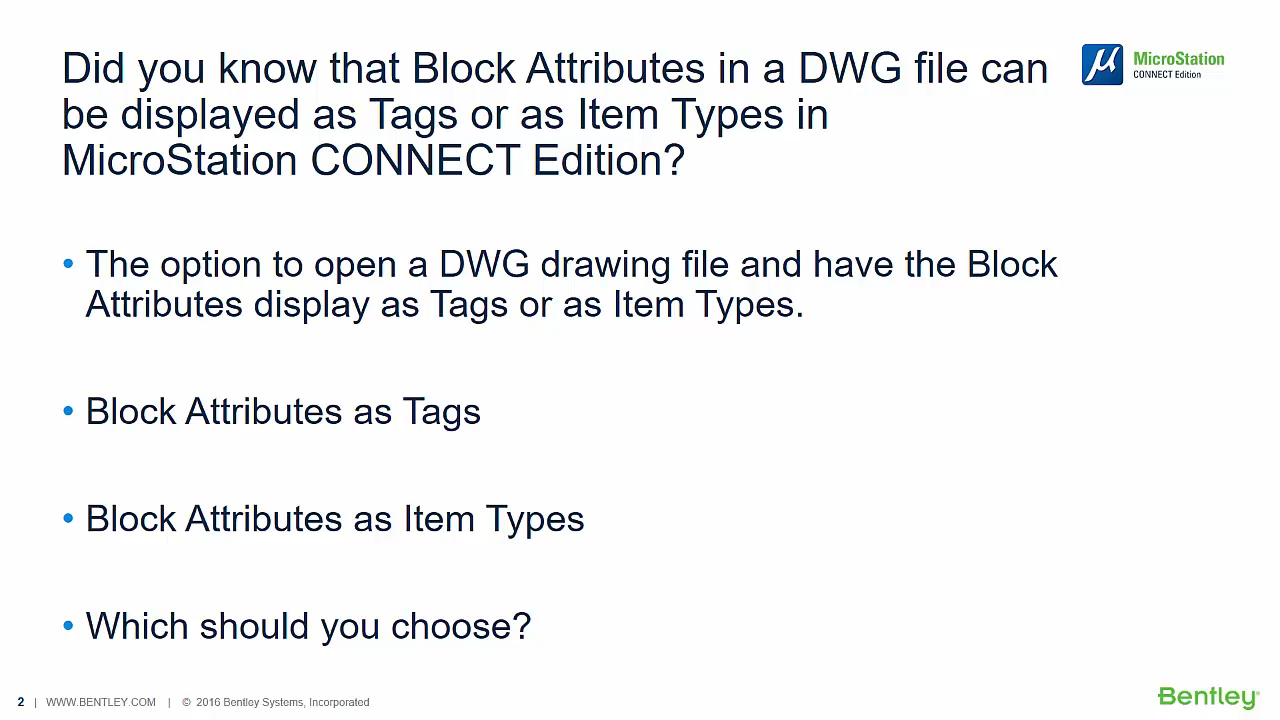 Did you know that Block Attributes in a DWG file can
be displayed as Tags or as Item Types in
MicroStation CONNECT Edition?
μ MicroStation
CONNECT Edition
• The option to open a DWG drawing file and have the Block
Attributes display as Tags or as Item Types.
• Block Attributes as Tags
• Block Attributes as Item Types
• Which should you choose?
2 | WWW.BENTLEY.COM | © 2016 Bentley Systems, Incorporated
Bentley®